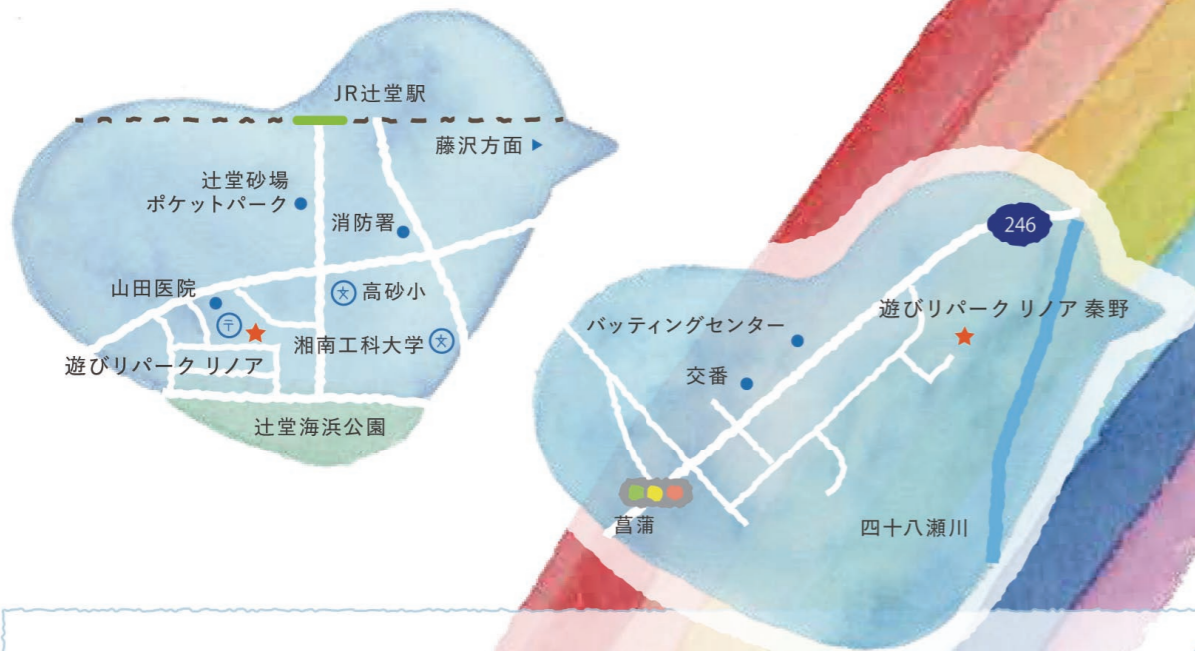 JR辻堂駅
藤沢方面
辻堂砂場
ポケットパーク
消防署
山田医院
〒
文 高砂小
湘南工科大学 文
遊びリパーク リノア
辻堂海浜公園
246
遊びリパーク リノア 秦野
バッティングセンター
交番
菖蒲
四十八瀬川